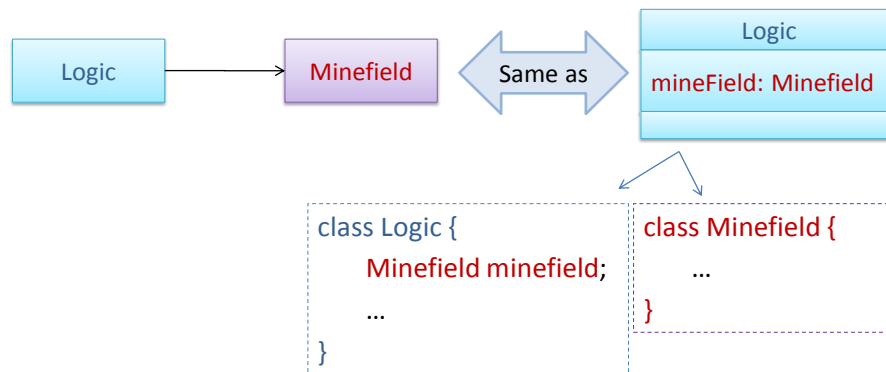 Logic
Minefield
Same as
Logic
mineField: Minefield
class Logic {
Minefield minefield;
...
}
class Minefield {
...
}